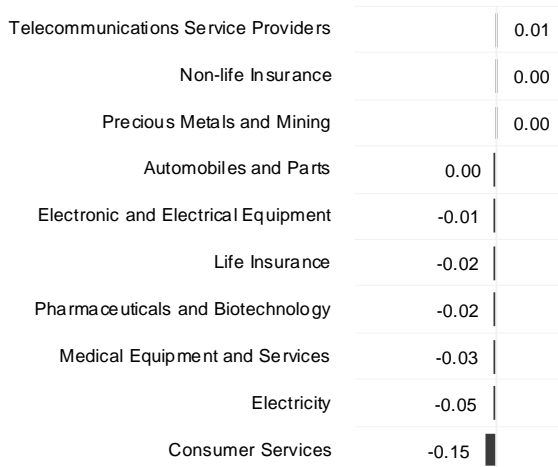 Telecommunications Service Providers 0.01
Non-life Insurance 0.00
Precious Metals and Mining 0.00
Automobiles and Parts 0.00
Electronic and Electrical Equipment -0.01
Life Insurance -0.02
Pharmaceuticals and Biotechnology -0.02
Medical Equipment and Services -0.03
Electricity -0.05
Consumer Services -0.15